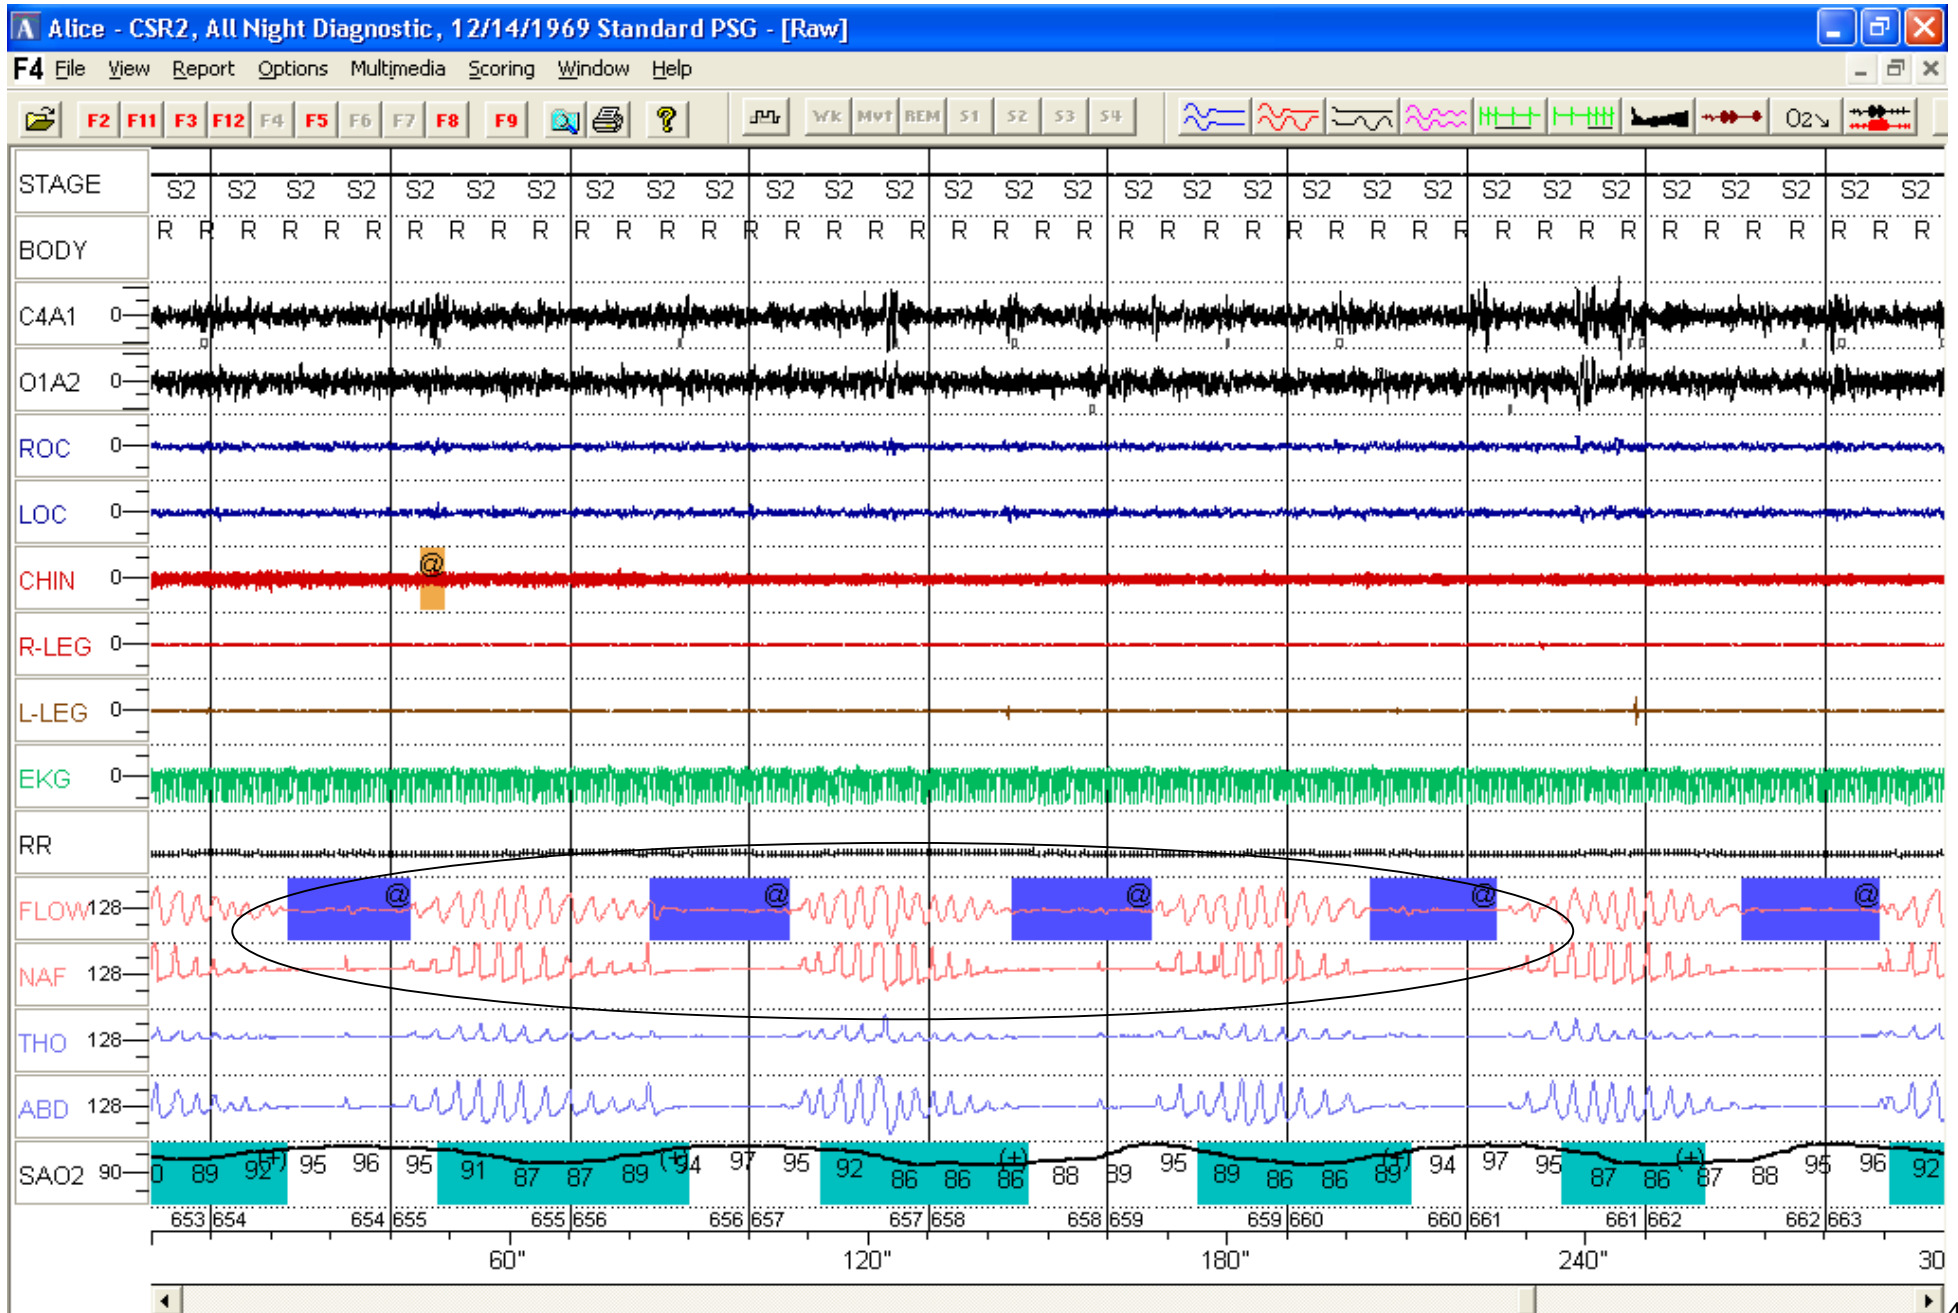 Alice - CSR2, All Night Diagnostic, 12/14/1969 Standard PSG - [Raw]
F4 File View Report Options Multimedia Scoring Window Help
F2 F11 F3 F12 F4 F5 F6 F7 F8 F9 ? Wk Mvt REM S1 S2 S3 S4 O2
STAGE S2 S2 S2 S2 S2 S2 S2 S2 S2 S2 S2 S2 S2 S2 S2 S2 S2 S2 S2 S2 S2 S2 S2 S2 S2 S2 S2 S2 S2 S2
BODY R R R R R R R R R R R R R R R R R R R R R R R R R R R R R R R R R R R R R R R R R R R
C4A1 0
O1A2 0
ROC 0
LOC 0
CHIN 0 @
R-LEG 0
L-LEG 0
EKG 0
RR
FLOW 128 @ @ @ @ @
NAF 128
THO 128
ABD 128
SAO2 90 0 89 92 (+) 95 96 95 91 87 87 89 (+) 94 97 95 92 86 86 (+) 86 88 89 95 89 86 86 (+) 89 94 97 95 87 86 (+) 87 88 95 96 92
653 654 654 655 655 656 656 657 657 658 658 659 659 660 660 661 661 662 662 663
60" 120" 180" 240" 30